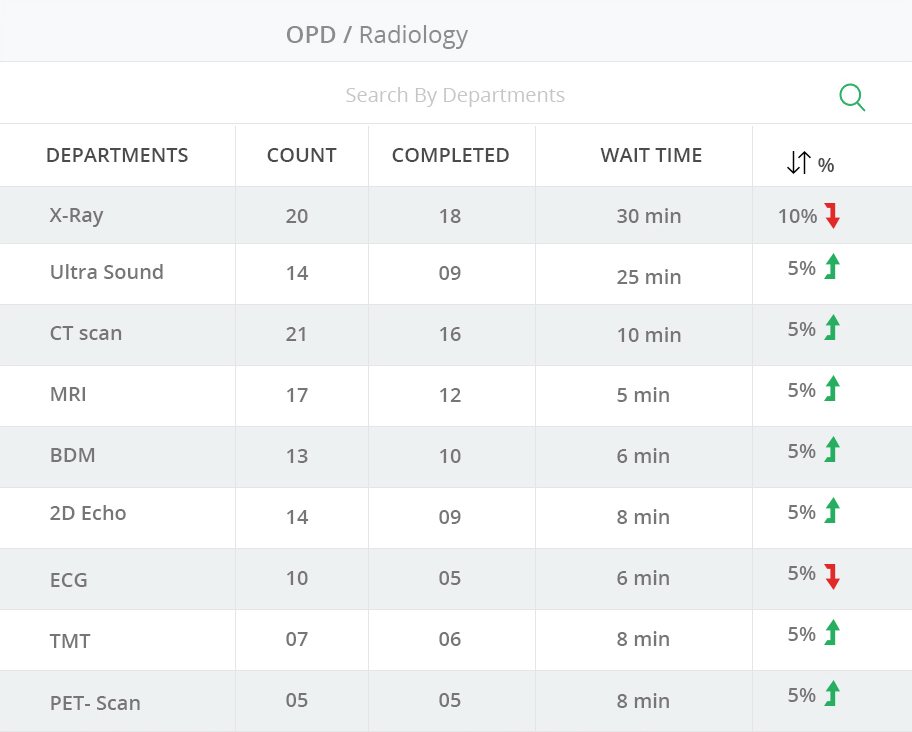 OPD / Radiology
Search By Departments
DEPARTMENTS COUNT COMPLETED WAIT TIME %
X-Ray 20 18 30 min 10%
Ultra Sound 14 09 25 min 5%
CT scan 21 16 10 min 5%
MRI 17 12 5 min 5%
BDM 13 10 6 min 5%
2D Echo 14 09 8 min 5%
ECG 10 05 6 min 5%
TMT 07 06 8 min 5%
PET- Scan 05 05 8 min 5%